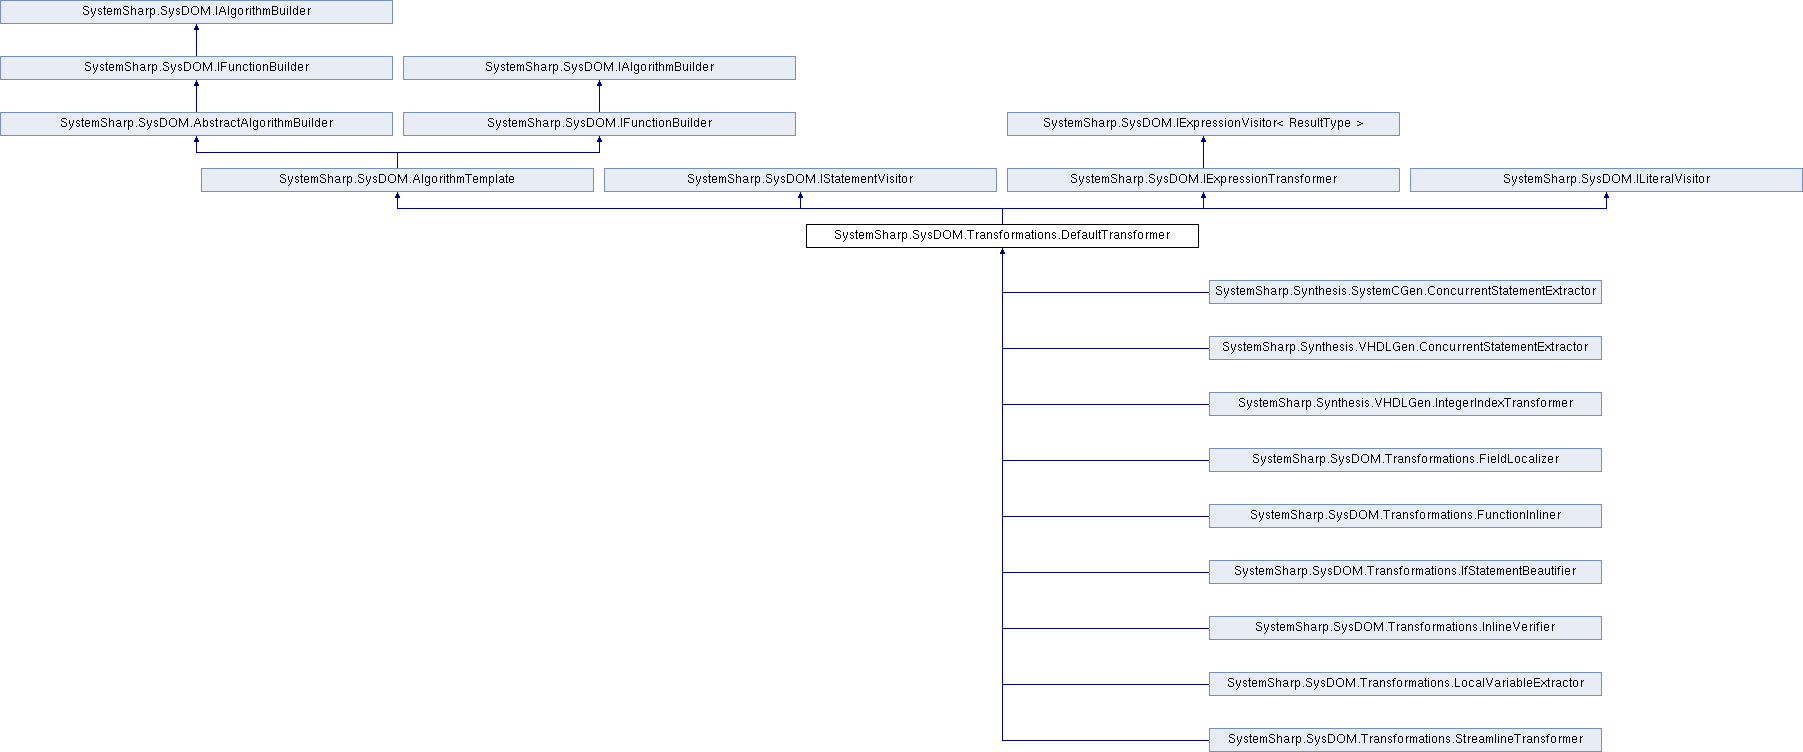 SystemSharp.SysDOM.IAlgorithmBuilder
SystemSharp.SysDOM.IFunctionBuilder
SystemSharp.SysDOM.IAlgorithmBuilder
SystemSharp.SysDOM.AbstractAlgorithmBuilder
SystemSharp.SysDOM.IFunctionBuilder
SystemSharp.SysDOM.IExpressionVisitor< ResultType >
SystemSharp.SysDOM.AlgorithmTemplate
SystemSharp.SysDOM.IStatementVisitor
SystemSharp.SysDOM.IExpressionTransformer
SystemSharp.SysDOM.ILiteralVisitor
SystemSharp.SysDOM.Transformations.DefaultTransformer
SystemSharp.Synthesis.SystemCGen.ConcurrentStatementExtractor
SystemSharp.Synthesis.VHDLGen.ConcurrentStatementExtractor
SystemSharp.Synthesis.VHDLGen.IntegerIndexTransformer
SystemSharp.SysDOM.Transformations.FieldLocalizer
SystemSharp.SysDOM.Transformations.FunctionInliner
SystemSharp.SysDOM.Transformations.IfStatementBeautifier
SystemSharp.SysDOM.Transformations.InlineVerifier
SystemSharp.SysDOM.Transformations.LocalVariableExtractor
SystemSharp.SysDOM.Transformations.StreamlineTransformer